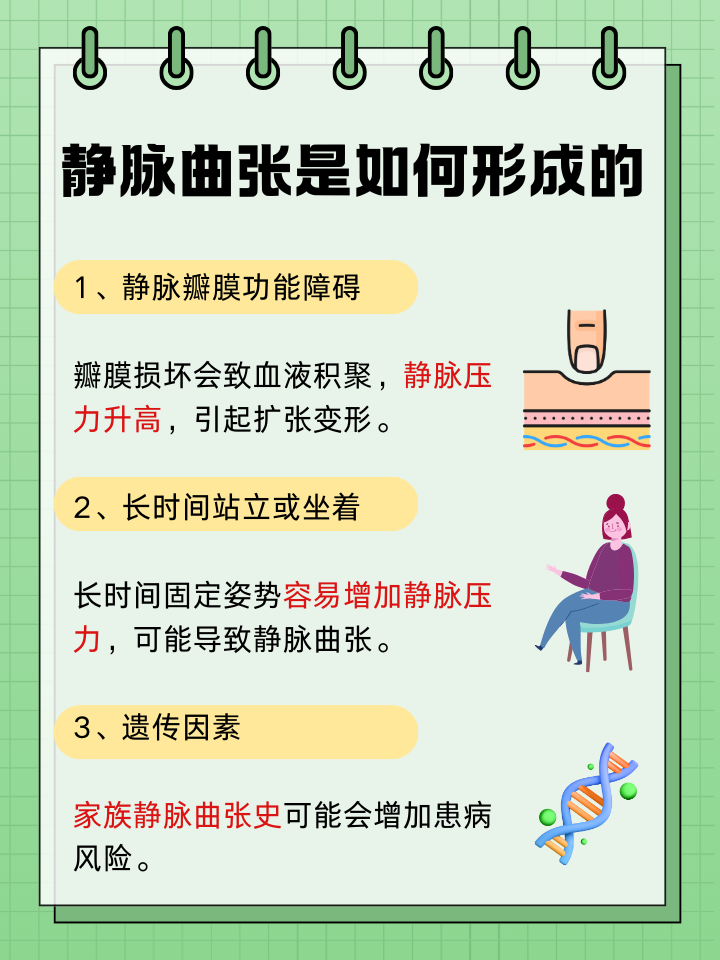 静脉曲张是如何形成的
1、静脉瓣膜功能障碍
瓣膜损坏会致血液积聚，静脉压
力升高，引起扩张变形。
2、长时间站立或坐着
长时间固定姿势容易增加静脉压
力，可能导致静脉曲张。
3、遗传因素
家族静脉曲张史可能会增加患病
风险。